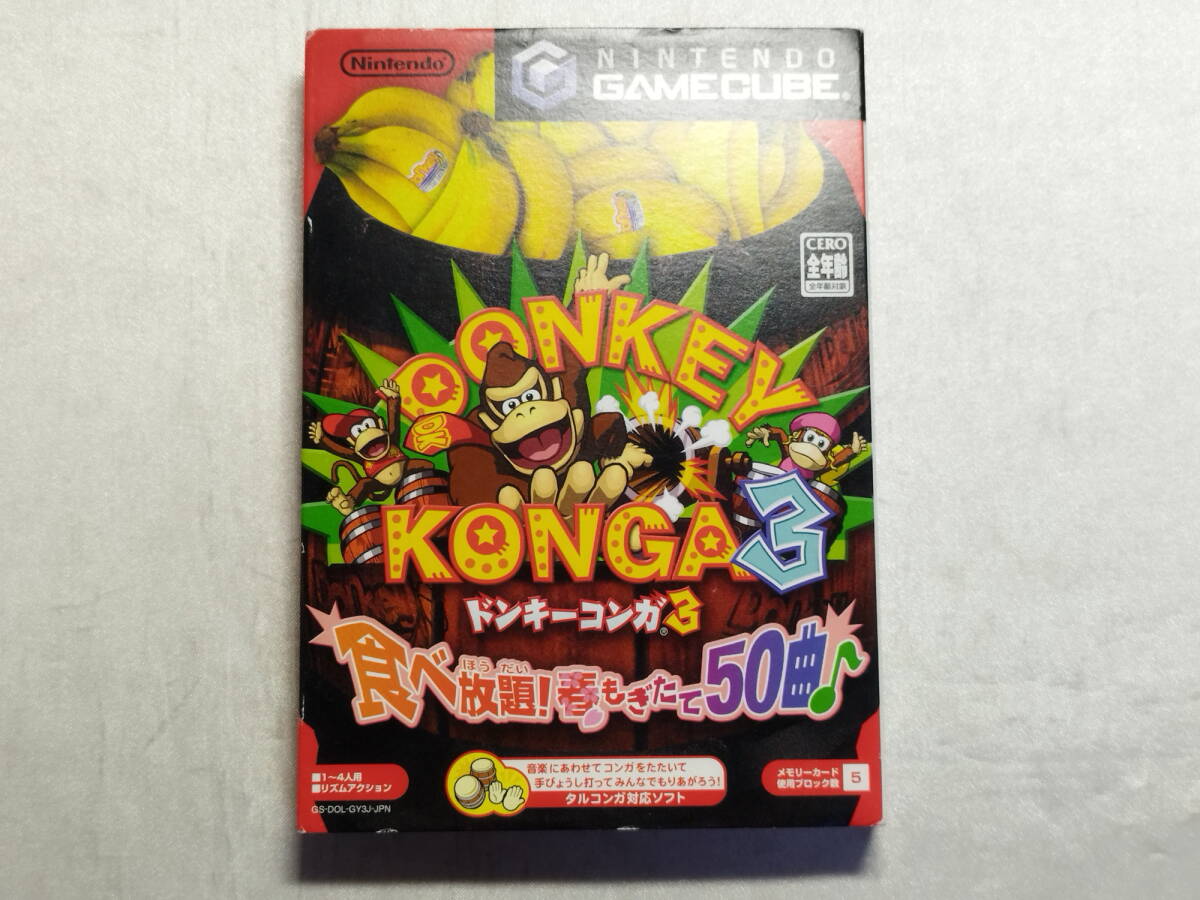 Nintendo
NINTENDO
GAMECUBE®
CERO
全年齢
全年齢対象
DONKEY
DK
KONGA 3
ドンキーコンガ3®
ほうだい
食べ放題!春もぎたて50曲♪
■1~4人用
■リズムアクション
GS-DOL-GY3J-JPN
音楽にあわせてコンガをたたいて
手びょうし打ってみんなでもりあがろう!
タルコンガ対応ソフト
メモリーカード
使用ブロック数 5